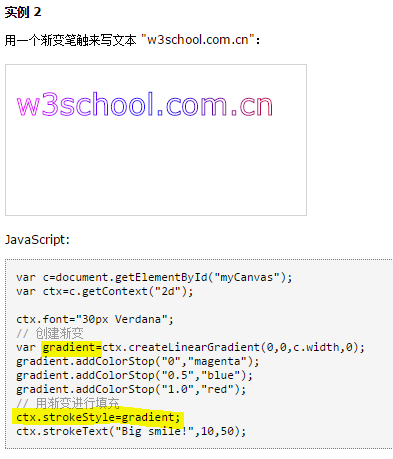 实例 2
用一个渐变笔触来写文本 "w3school.com.cn":
w3school.com.cn
JavaScript:
var c=document.getElementById("myCanvas");
var ctx=c.getContext("2d");
ctx.font="30px Verdana";
// 创建渐变
var gradient=ctx.createLinearGradient(0,0,c.width,0);
gradient.addColorStop("0","magenta");
gradient.addColorStop("0.5","blue");
gradient.addColorStop("1.0","red");
// 用渐变进行填充
ctx.strokeStyle=gradient;
ctx.strokeText("Big smile!",10,50);